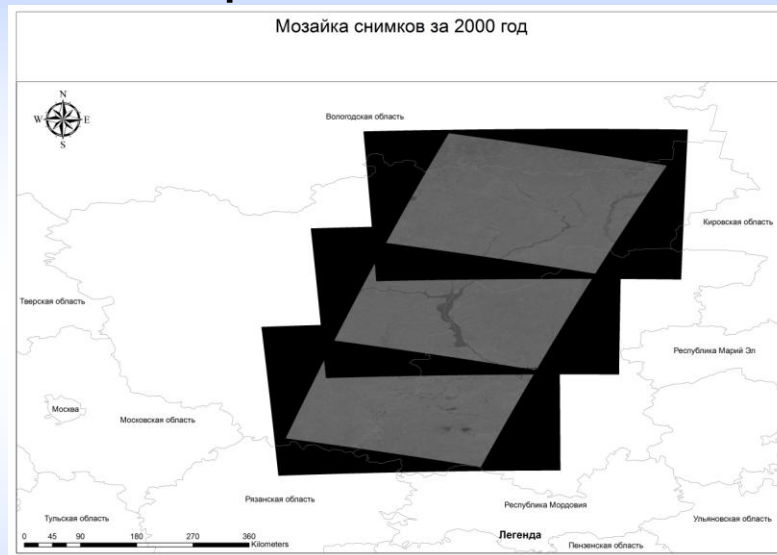 Мозайка снимков за 2000 год
N
W E
S
Вологодская область
Кировская область
Тверская область
Республика Марий Эл
Москва
Московская область
Рязанская область
Республика Мордовия
Тульская область
Ульяновская область
Легенда
Пензенская область
0 45 90 180 270 360
Kilometers